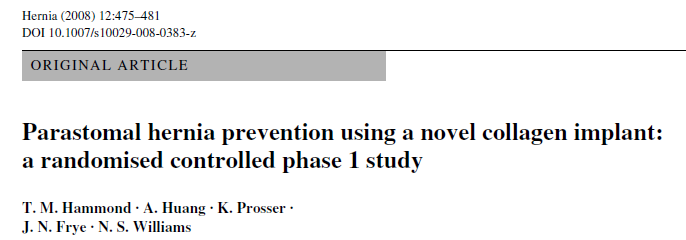 Hernia (2008) 12:475–481
DOI 10.1007/s10029-008-0383-z
ORIGINAL ARTICLE
Parastomal hernia prevention using a novel collagen implant:
a randomised controlled phase 1 study
T. M. Hammond · A. Huang · K. Prosser ·
J. N. Frye · N. S. Williams